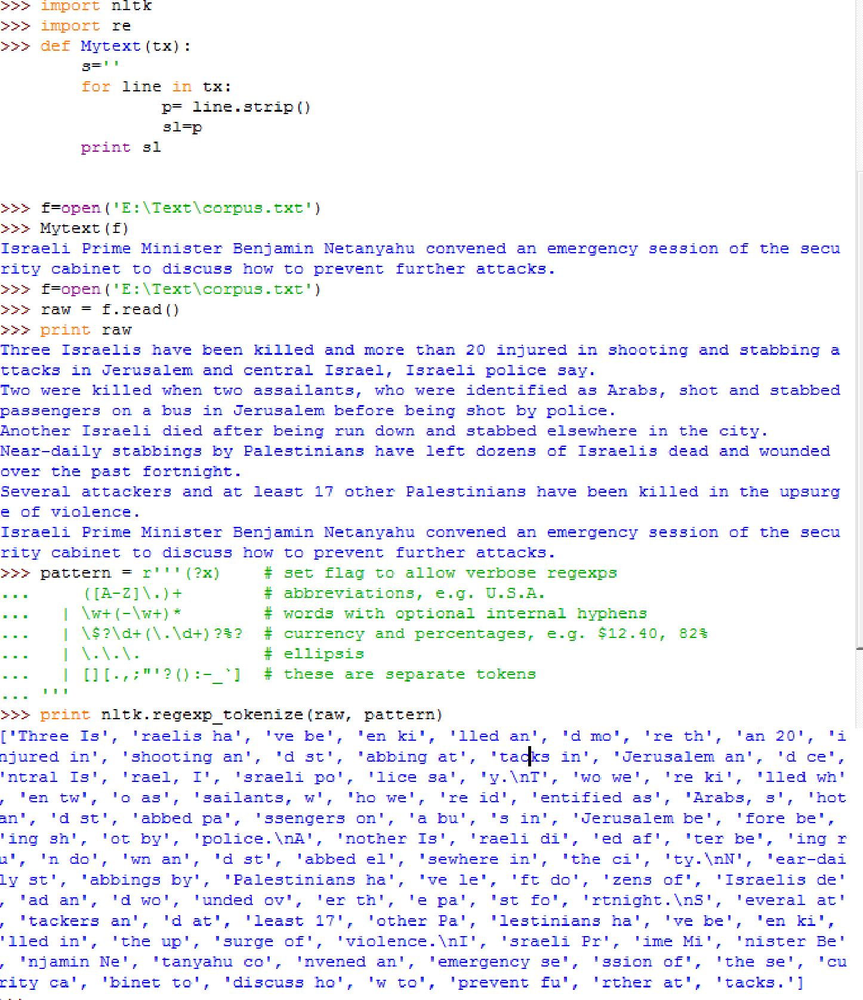 >>> import nltk
>>> import re
>>> def Mytext(tx):
        s=''
        for line in tx:
                p= line.strip()
                sl=p
        print sl
>>> f=open('E:\Text\corpus.txt')
>>> Mytext(f)
Israeli Prime Minister Benjamin Netanyahu convened an emergency session of the secu
rity cabinet to discuss how to prevent further attacks.
>>> f=open('E:\Text\corpus.txt')
>>> raw = f.read()
>>> print raw
Three Israelis have been killed and more than 20 injured in shooting and stabbing a
ttacks in Jerusalem and central Israel, Israeli police say.
Two were killed when two assailants, who were identified as Arabs, shot and stabbed
passengers on a bus in Jerusalem before being shot by police.
Another Israeli died after being run down and stabbed elsewhere in the city.
Near-daily stabbings by Palestinians have left dozens of Israelis dead and wounded
over the past fortnight.
Several attackers and at least 17 other Palestinians have been killed in the upsurg
e of violence.
Israeli Prime Minister Benjamin Netanyahu convened an emergency session of the secu
rity cabinet to discuss how to prevent further attacks.
>>> pattern = r'''(?x)    # set flag to allow verbose regexps
...     ([A-Z]\.)+        # abbreviations, e.g. U.S.A.
...   | \w+(-\w+)*        # words with optional internal hyphens
...   | \$?\d+(\.\d+)?%?  # currency and percentages, e.g. $12.40, 82%
...   | \.\.\.            # ellipsis
...   | [][.,;"'?():-_`]  # these are separate tokens
... '''
>>> print nltk.regexp_tokenize(raw, pattern)
['Three Is', 'raelis ha', 've be', 'en ki', 'lled an', 'd mo', 're th', 'an 20', 'i
njured in', 'shooting an', 'd st', 'abbing at', 'tacks in', 'Jerusalem an', 'd ce',
'ntral Is', 'rael, I', 'sraeli po', 'lice sa', 'y.\nT', 'wo we', 're ki', 'lled wh'
, 'en tw', 'o as', 'sailants, w', 'ho we', 're id', 'entified as', 'Arabs, s', 'hot
an', 'd st', 'abbed pa', 'ssengers on', 'a bu', 's in', 'Jerusalem be', 'fore be',
'ing sh', 'ot by', 'police.\nA', 'nother Is', 'raeli di', 'ed af', 'ter be', 'ing r
u', 'n do', 'wn an', 'd st', 'abbed el', 'sewhere in', 'the ci', 'ty.\nN', 'ear-dai
ly st', 'abbings by', 'Palestinians ha', 've le', 'ft do', 'zens of', 'Israelis de'
, 'ad an', 'd wo', 'unded ov', 'er th', 'e pa', 'st fo', 'rtnight.\nS', 'everal at'
, 'tackers an', 'd at', 'least 17', 'other Pa', 'lestinians ha', 've be', 'en ki',
'lled in', 'the up', 'surge of', 'violence.\nI', 'sraeli Pr', 'ime Mi', 'nister Be'
, 'njamin Ne', 'tanyahu co', 'nvened an', 'emergency se', 'ssion of', 'the se', 'cu
rity ca', 'binet to', 'discuss ho', 'w to', 'prevent fu', 'rther at', 'tacks.']
>>>